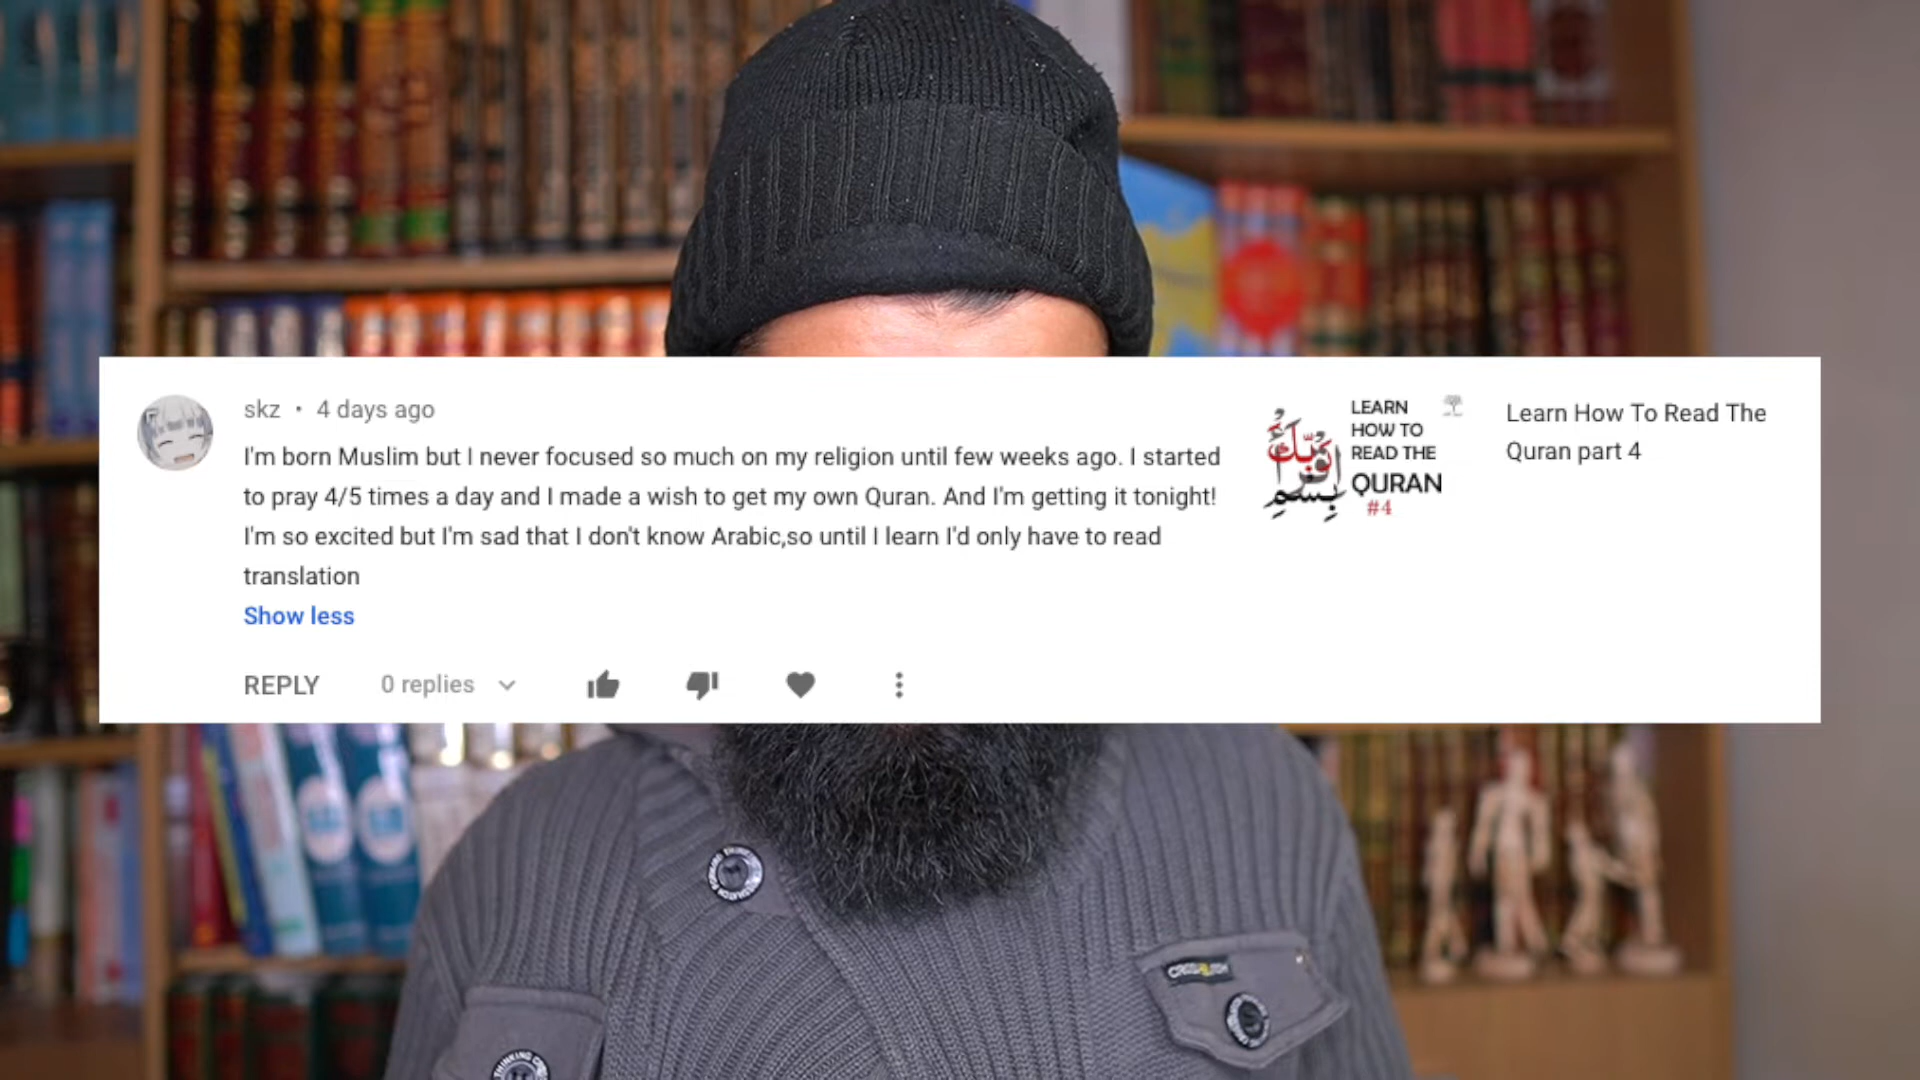 skz • 4 days ago
I'm born Muslim but I never focused so much on my religion until few weeks ago. I started
to pray 4/5 times a day and I made a wish to get my own Quran. And I'm getting it tonight!
I'm so excited but I'm sad that I don't know Arabic,so until I learn I'd only have to read
translation
Show less
REPLY 0 replies
LEARN
HOW TO
READ THE
QURAN
#4
Learn How To Read The
Quran part 4